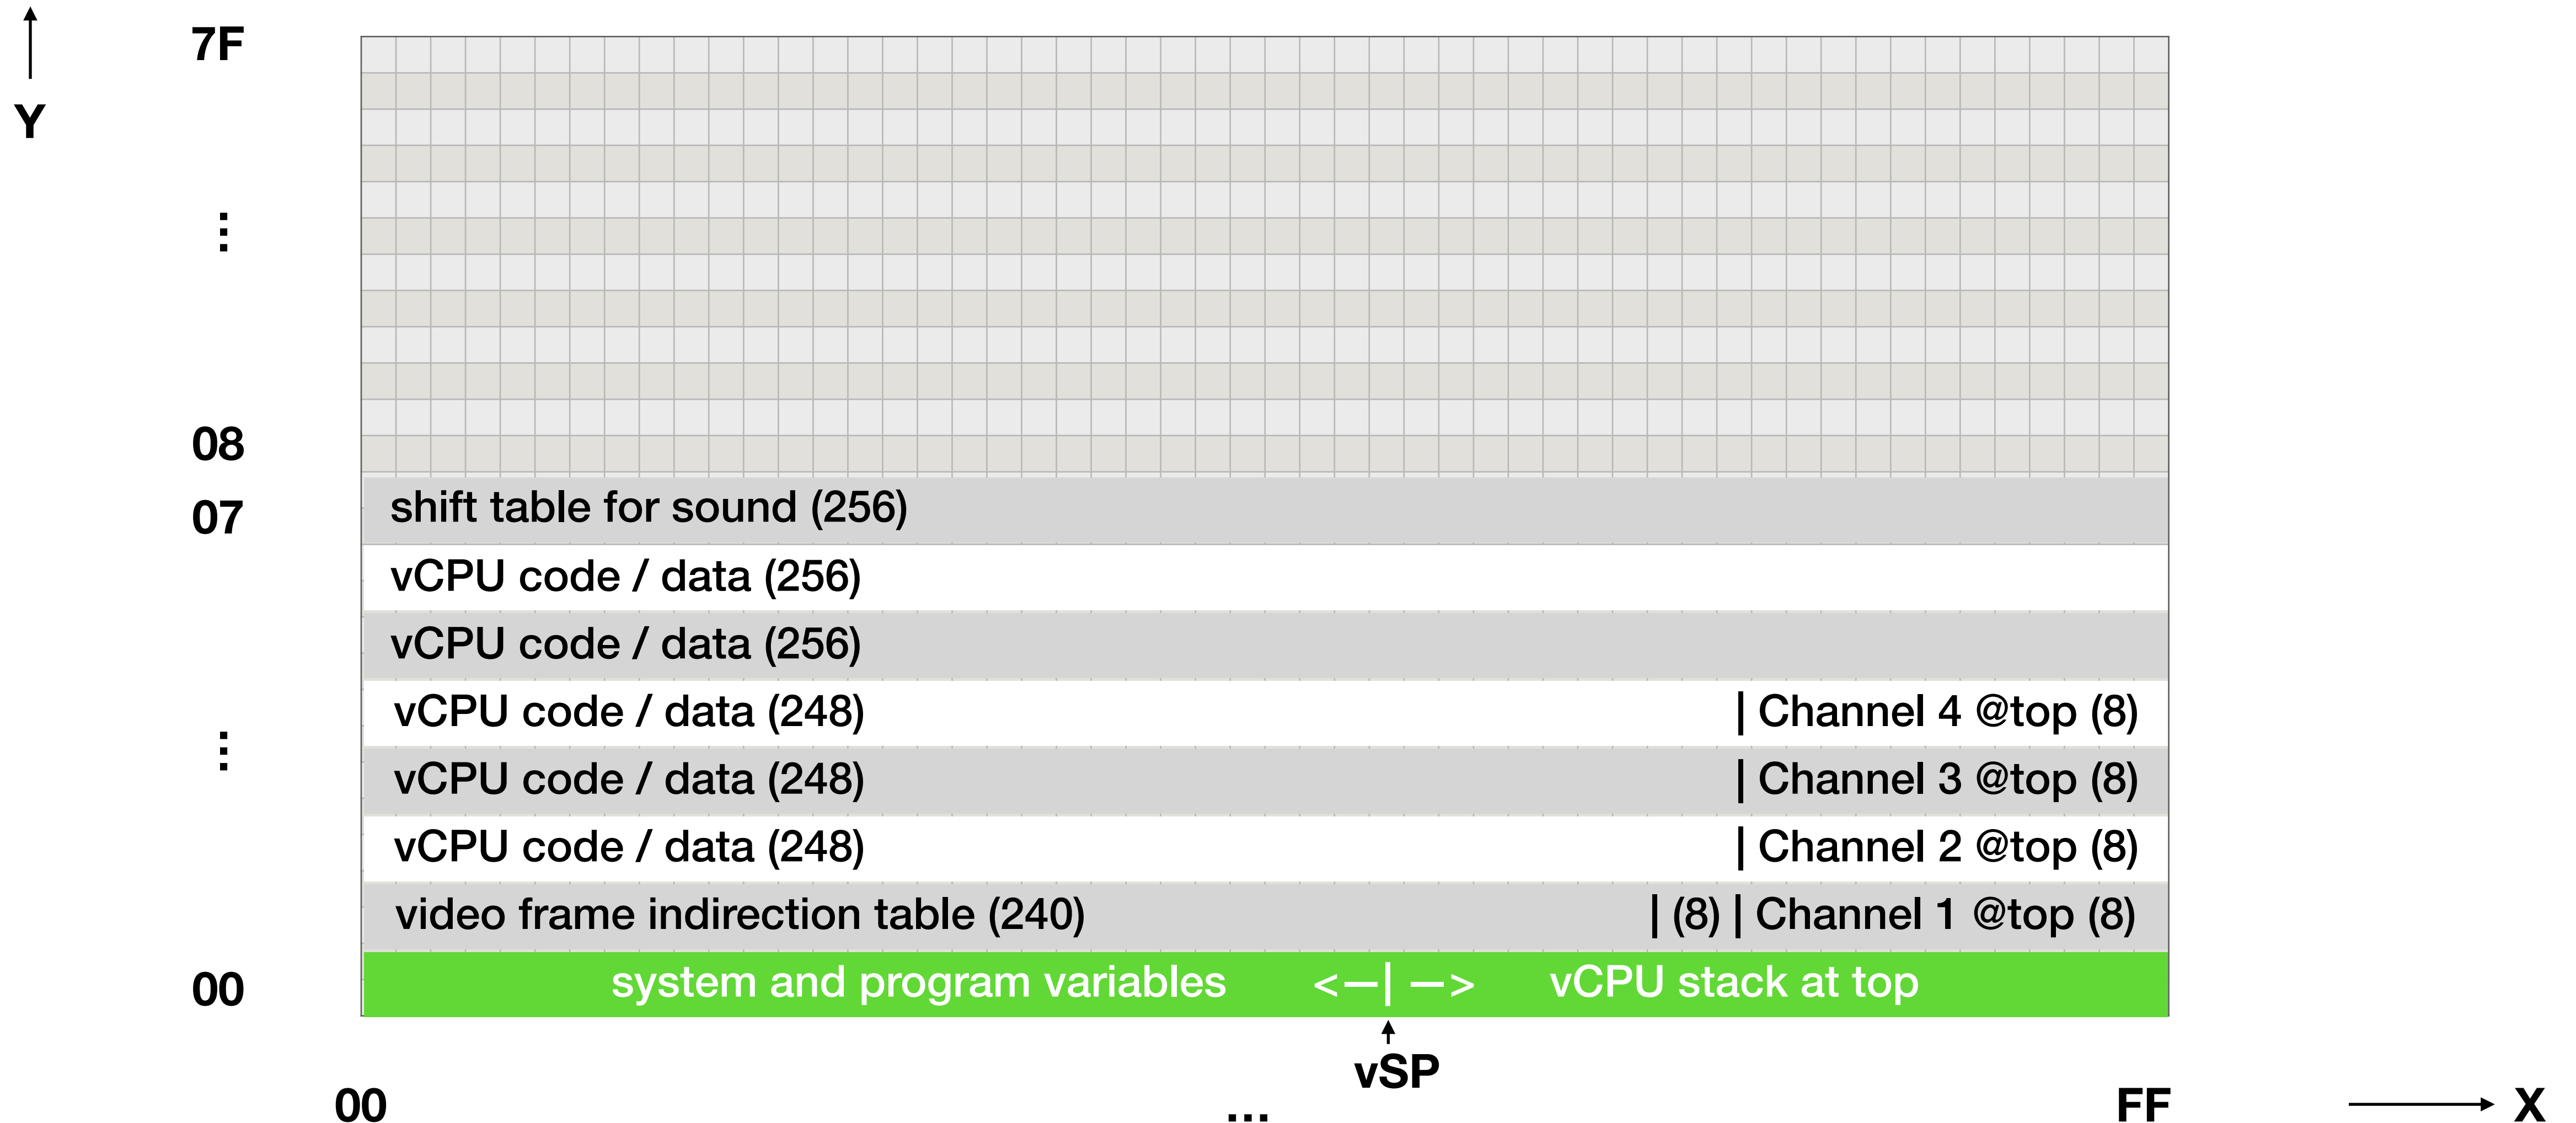 7F
Y
⋮
08
07 shift table for sound (256)
vCPU code / data (256)
vCPU code / data (256)
vCPU code / data (248) | Channel 4 @top (8)
⋮ vCPU code / data (248) | Channel 3 @top (8)
vCPU code / data (248) | Channel 2 @top (8)
video frame indirection table (240) | (8) | Channel 1 @top (8)
00 system and program variables <—| —> vCPU stack at top
vSP
00 ... FF X